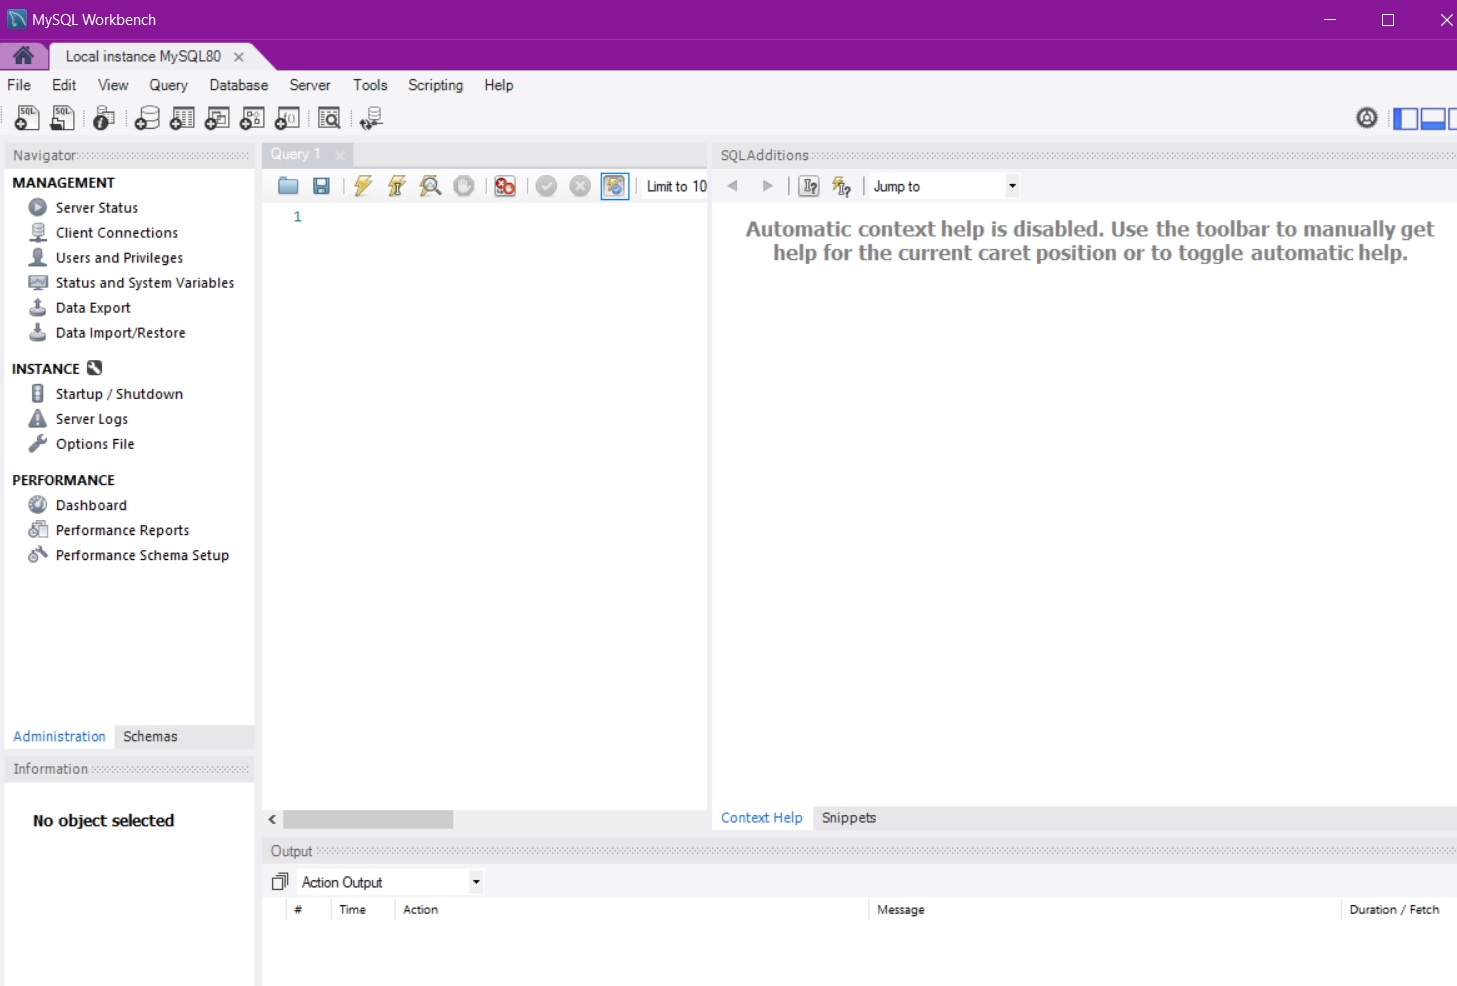 MySQL Workbench
Local instance MySQL80
File Edit View Query Database Server Tools Scripting Help
Navigator
MANAGEMENT
Server Status
Client Connections
Users and Privileges
Status and System Variables
Data Export
Data Import/Restore
INSTANCE
Startup / Shutdown
Server Logs
Options File
PERFORMANCE
Dashboard
Performance Reports
Performance Schema Setup
Administration Schemas
Information
No object selected
Query 1
Limit to 10
1
SQLAdditions
Jump to
Automatic context help is disabled. Use the toolbar to manually get
help for the current caret position or to toggle automatic help.
Context Help Snippets
Output
Action Output
# Time Action Message Duration / Fetch